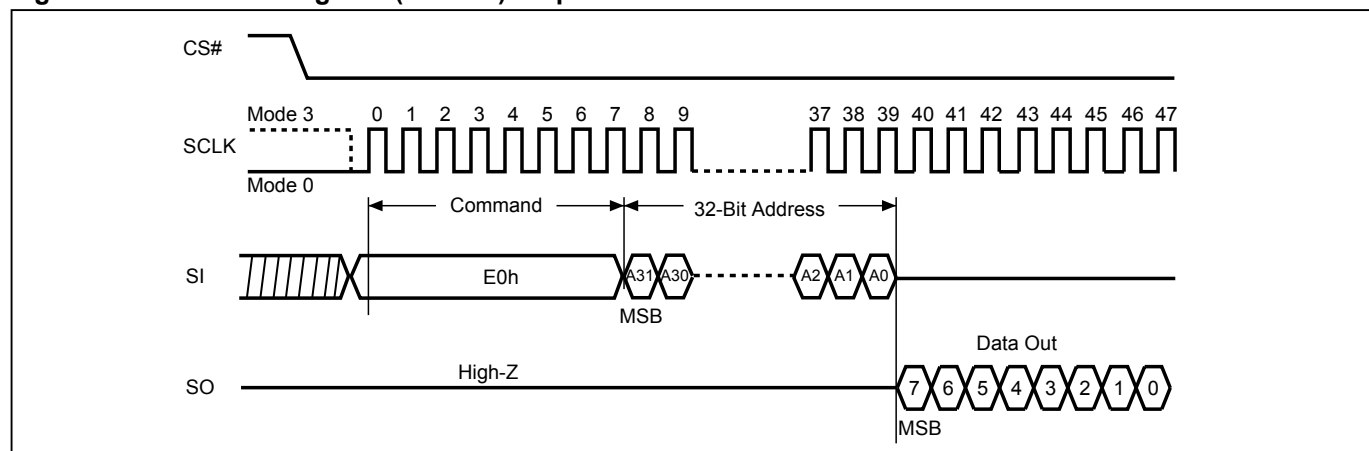 CS#
Mode 3
0 1 2 3 4 5 6 7 8 9 37 38 39 40 41 42 43 44 45 46 47
SCLK
Mode 0
Command 32-Bit Address
SI E0h A31 A30 A2 A1 A0
MSB
Data Out
High-Z
SO 7 6 5 4 3 2 1 0
MSB